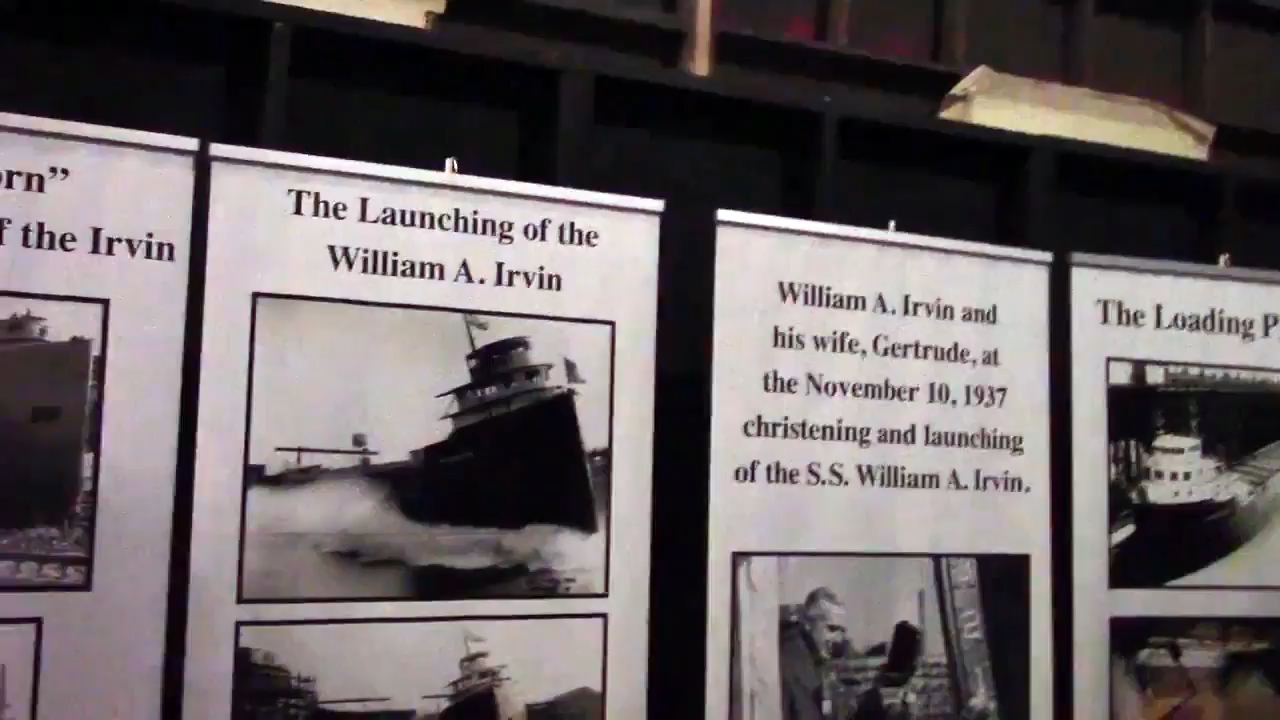 orn”
f the Irvin
The Launching of the
William A. Irvin
William A. Irvin and
his wife, Gertrude, at
the November 10, 1937
christening and launching
of the S.S. William A. Irvin.
The Loading P